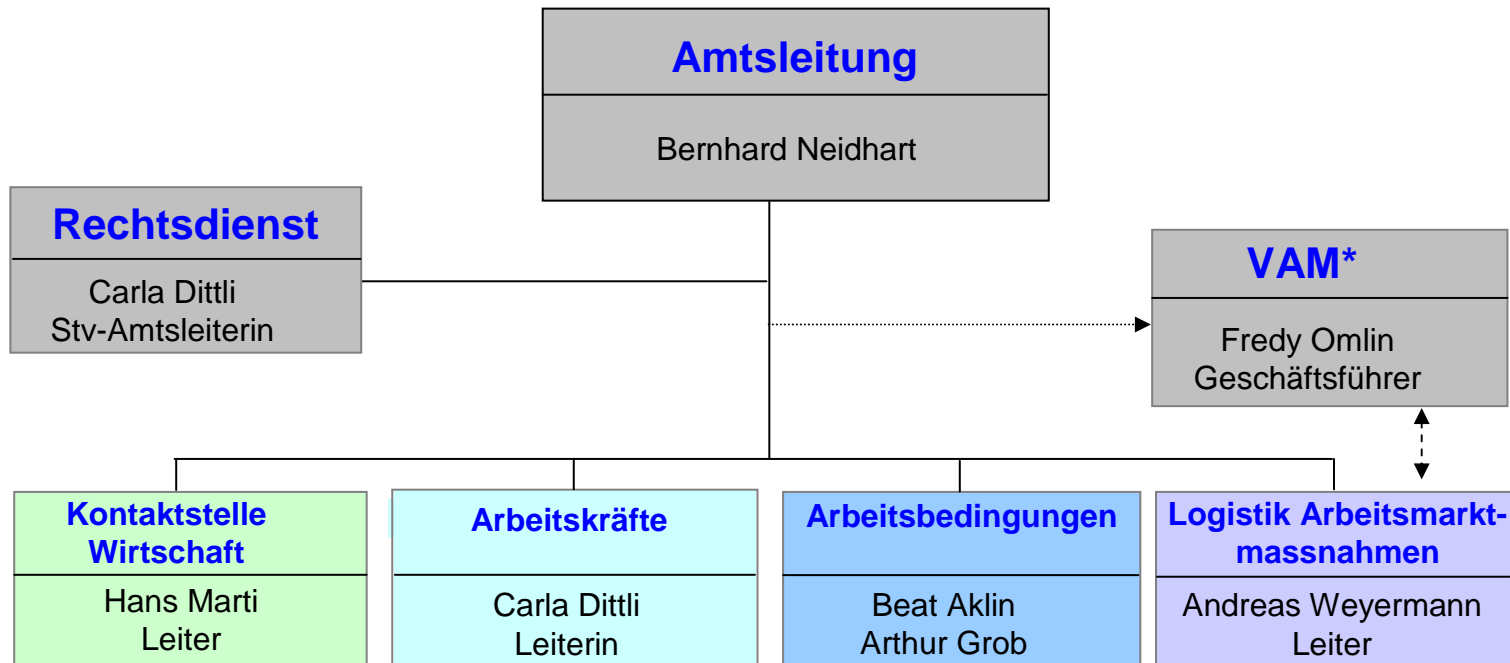 Amtsleitung
Bernhard Neidhart
Rechtsdienst
Carla Dittli
Stv-Amtsleiterin
VAM*
Fredy Omlin
Geschäftsführer
Kontaktstelle
Wirtschaft
Hans Marti
Leiter
Arbeitskräfte
Carla Dittli
Leiterin
Arbeitsbedingungen
Beat Aklin
Arthur Grob
Logistik Arbeitsmarkt-
massnahmen
Andreas Weyermann
Leiter